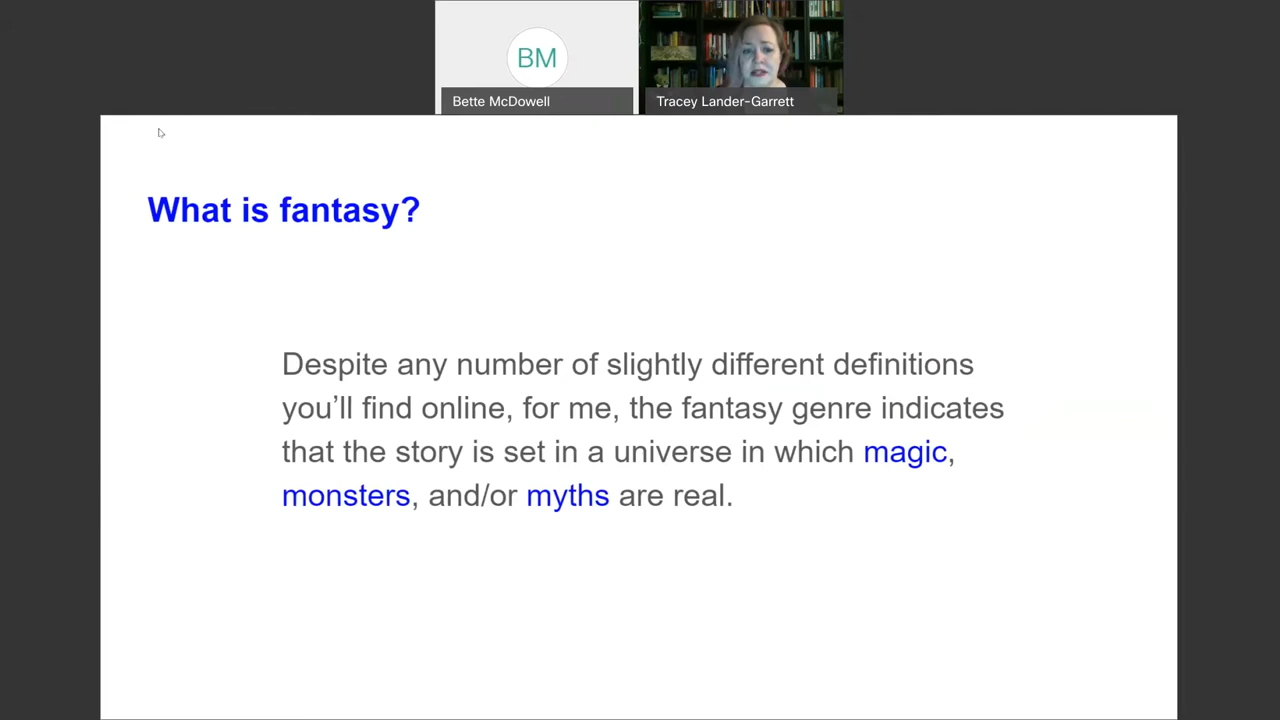 BM
Bette McDowell
Tracey Lander-Garrett
What is fantasy?
Despite any number of slightly different definitions
you’ll find online, for me, the fantasy genre indicates
that the story is set in a universe in which magic,
monsters, and/or myths are real.